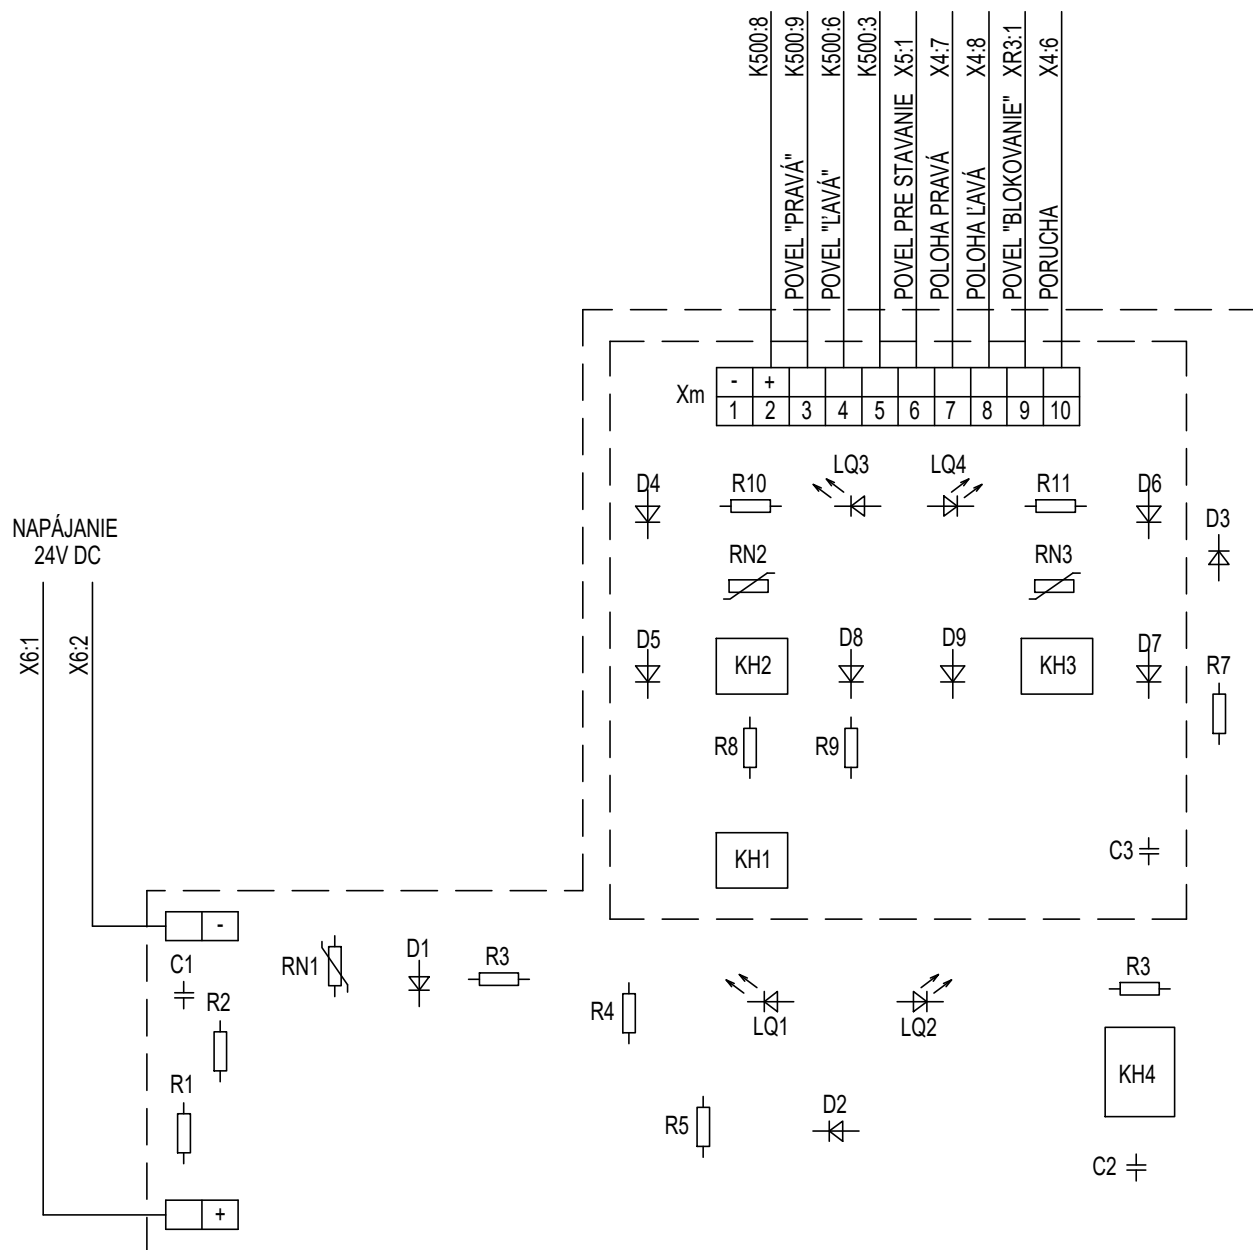 K500:8
K500:9
K500:6
K500:3
X5:1
X4:7
X4:8
XR3:1
X4:6
POVEL "PRAVÁ"
POVEL "ĽAVÁ"
POVEL PRE STAVANIE
POLOHA PRAVÁ
POLOHA ĽAVÁ
POVEL "BLOKOVANIE"
PORUCHA
Xm
- +
1 2 3 4 5 6 7 8 9 10
LQ3 LQ4
D4 R10 R11 D6
D3
NAPÁJANIE
24V DC
RN2 RN3
X6:1 X6:2
D5 KH2 D8 D9 KH3 D7
R7
R8 R9
KH1 C3
-
C1 RN1 D1 R3 R3
R2 R4 LQ1 LQ2
KH4
R1 R5 D2
C2
+